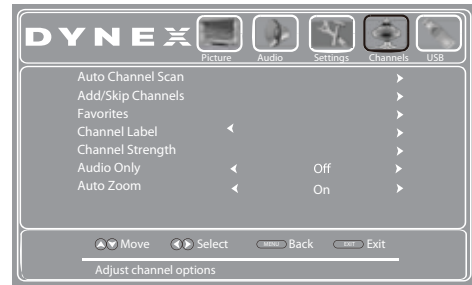 DYNEX
Picture Audio Settings Channels USB
Auto Channel Scan
Add/Skip Channels
Favorites
Channel Label
Channel Strength
Audio Only Off
Auto Zoom On
Move Select MENU Back EXIT Exit
Adjust channel options